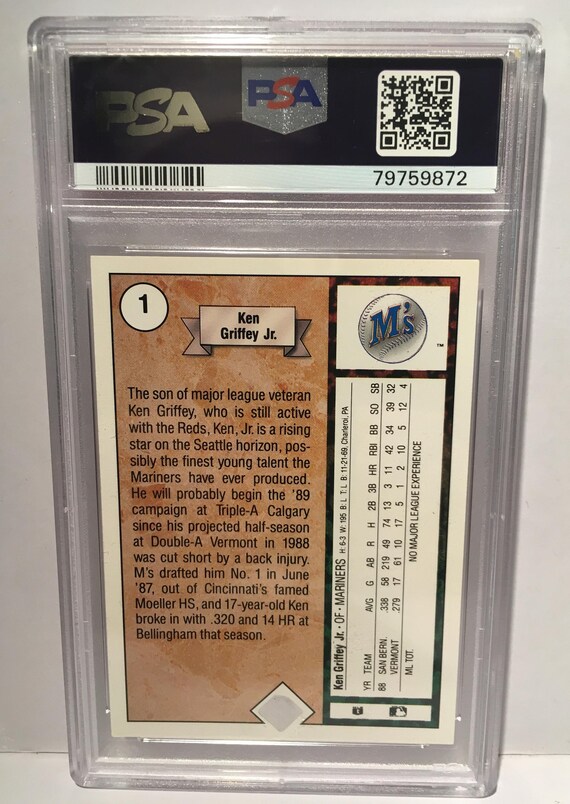 PSA
PSA
79759872
1
Ken
Griffey Jr.
M's
TM
The son of major league veteran
Ken Griffey, who is still active
with the Reds, Ken, Jr. is a rising
star on the Seattle horizon, pos-
sibly the finest young talent the
Mariners have ever produced.
He will probably begin the '89
campaign at Triple-A Calgary
since his projected half-season
at Double-A Vermont in 1988
was cut short by a back injury.
M's drafted him No. 1 in June
'87, out of Cincinnati's famed
Moeller HS, and 17-year-old Ken
broke in with .320 and 14 HR at
Bellingham that season.
Ken Griffey Jr. • OF • MARINERS H: 6-3 W: 195 B: L T: L B: 11-21-69, Charleroi, PA
YR TEAM AVG G AB R H 2B 3B HR RBI BB SO SB
88 SAN BERN. .338 58 219 49 74 13 3 11 42 34 39 32
VERMONT .279 17 61 10 17 5 1 2 10 5 12 4
ML TOT. NO MAJOR LEAGUE EXPERIENCE